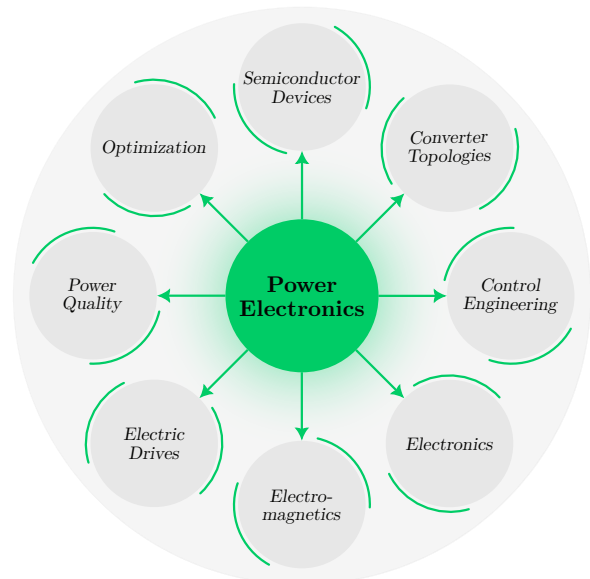 Semiconductor
Devices
Optimization
Converter
Topologies
Power
Quality
Power
Electronics
Control
Engineering
Electric
Drives
Electronics
Electro-
magnetics